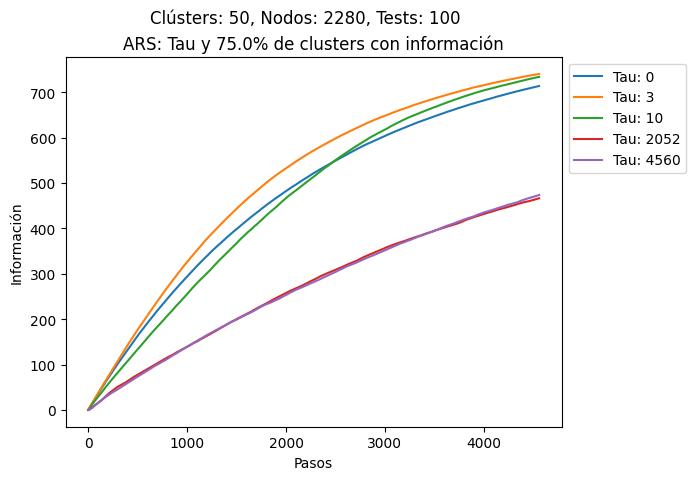 Clústers: 50, Nodos: 2280, Tests: 100
ARS: Tau y 75.0% de clusters con información
Tau: 0
Tau: 3
Tau: 10
Tau: 2052
Tau: 4560
Información
700
600
500
400
300
200
100
0
0 1000 2000 3000 4000
Pasos